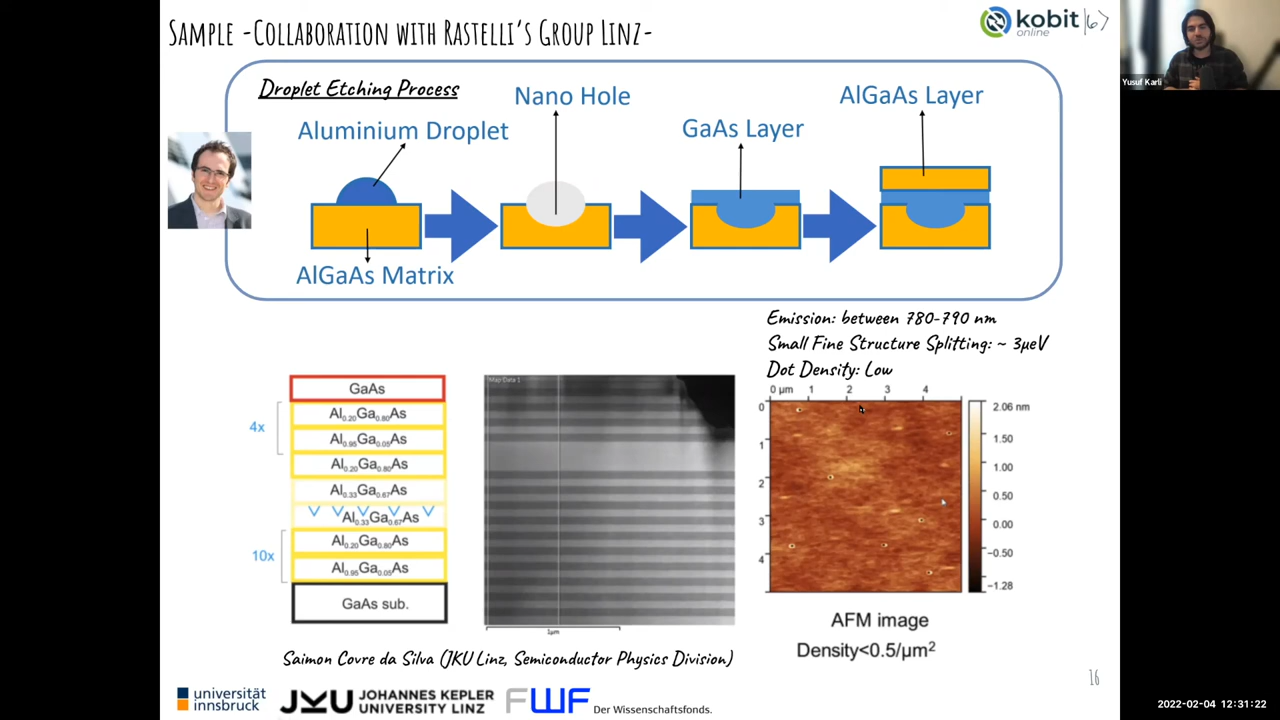 SAMPLE -COLLABORATION WITH RASTELLI'S GROUP LINZ-
kobit |6>
online
Yusuf Karli
Droplet Etching Process
Aluminium Droplet
Nano Hole
GaAs Layer
AlGaAs Layer
AlGaAs Matrix
Emission: between 780-790 nm
Small Fine Structure Splitting: ~ 3μeV
Dot Density: Low
4x
10x
GaAs
Al0.20Ga0.80As
Al0.95Ga0.05As
Al0.20Ga0.80As
Al0.33Ga0.67As
Al0.33Ga0.67As
Al0.20Ga0.80As
Al0.95Ga0.05As
GaAs sub.
Map Data 1
1μm
0 μm 1 2 3 4
0
1
2
3
4
2.06 nm
1.50
1.00
0.50
0.00
-0.50
-1.28
AFM image
Density<0.5/μm²
Saimon Covre da Silva (JKU Linz, Semiconductor Physics Division)
16
universität
innsbruck
JKU JOHANNES KEPLER
UNIVERSITY LINZ
FWF Der Wissenschaftsfonds.
2022-02-04 12:31:22